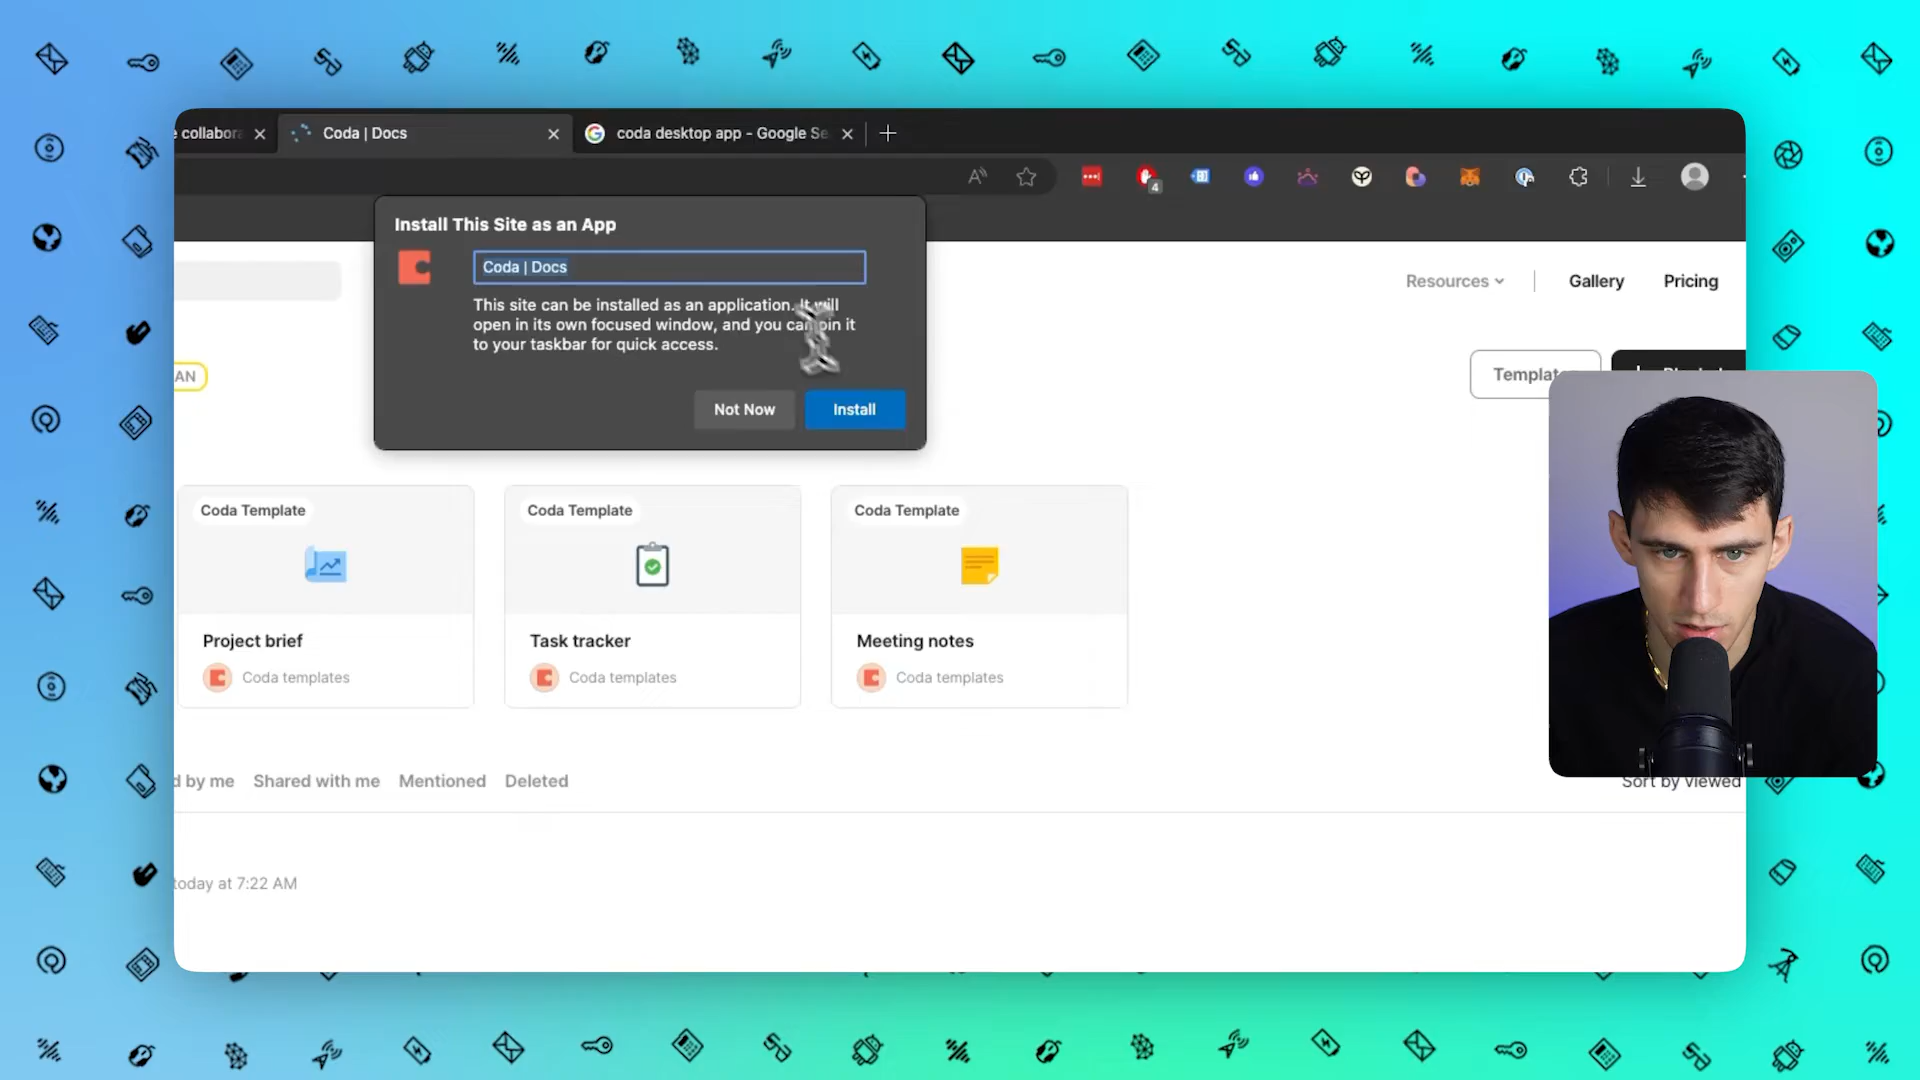 e collabora
Coda | Docs
coda desktop app - Google Se
4
Install This Site as an App
Coda | Docs
This site can be installed as an application. It will
open in its own focused window, and you can pin it
to your taskbar for quick access.
Not Now
Install
Resources
Gallery
Pricing
AN
Template
Coda Template
Coda Template
Coda Template
Project brief
Task tracker
Meeting notes
Coda templates
Coda templates
Coda templates
d by me
Shared with me
Mentioned
Deleted
Sort by viewed
today at 7:22 AM